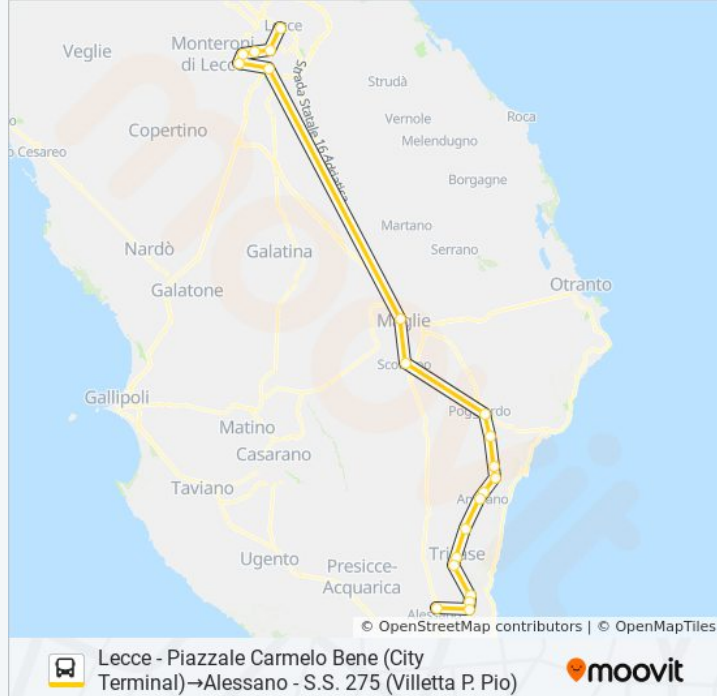 Lecce
Veglie
Monteroni
di Lecc
Strada Statale 16 Adriatica
Strudà
Vernole
Roca
Copertino
Melendugno
o Cesareo
Borgagne
Martano
Nardò
Galatina
Serrano
Galatone
Otranto
Maglie
Gallipoli
Poggiardo
Matino
Casarano
Taviano
Andrano
Ugento
Tricase
Presicce-
Acquarica
Alessano
moovit
© OpenStreetMap contributors | © OpenMapTiles
Lecce - Piazzale Carmelo Bene (City
Terminal)→Alessano - S.S. 275 (Villetta P. Pio)
moovit